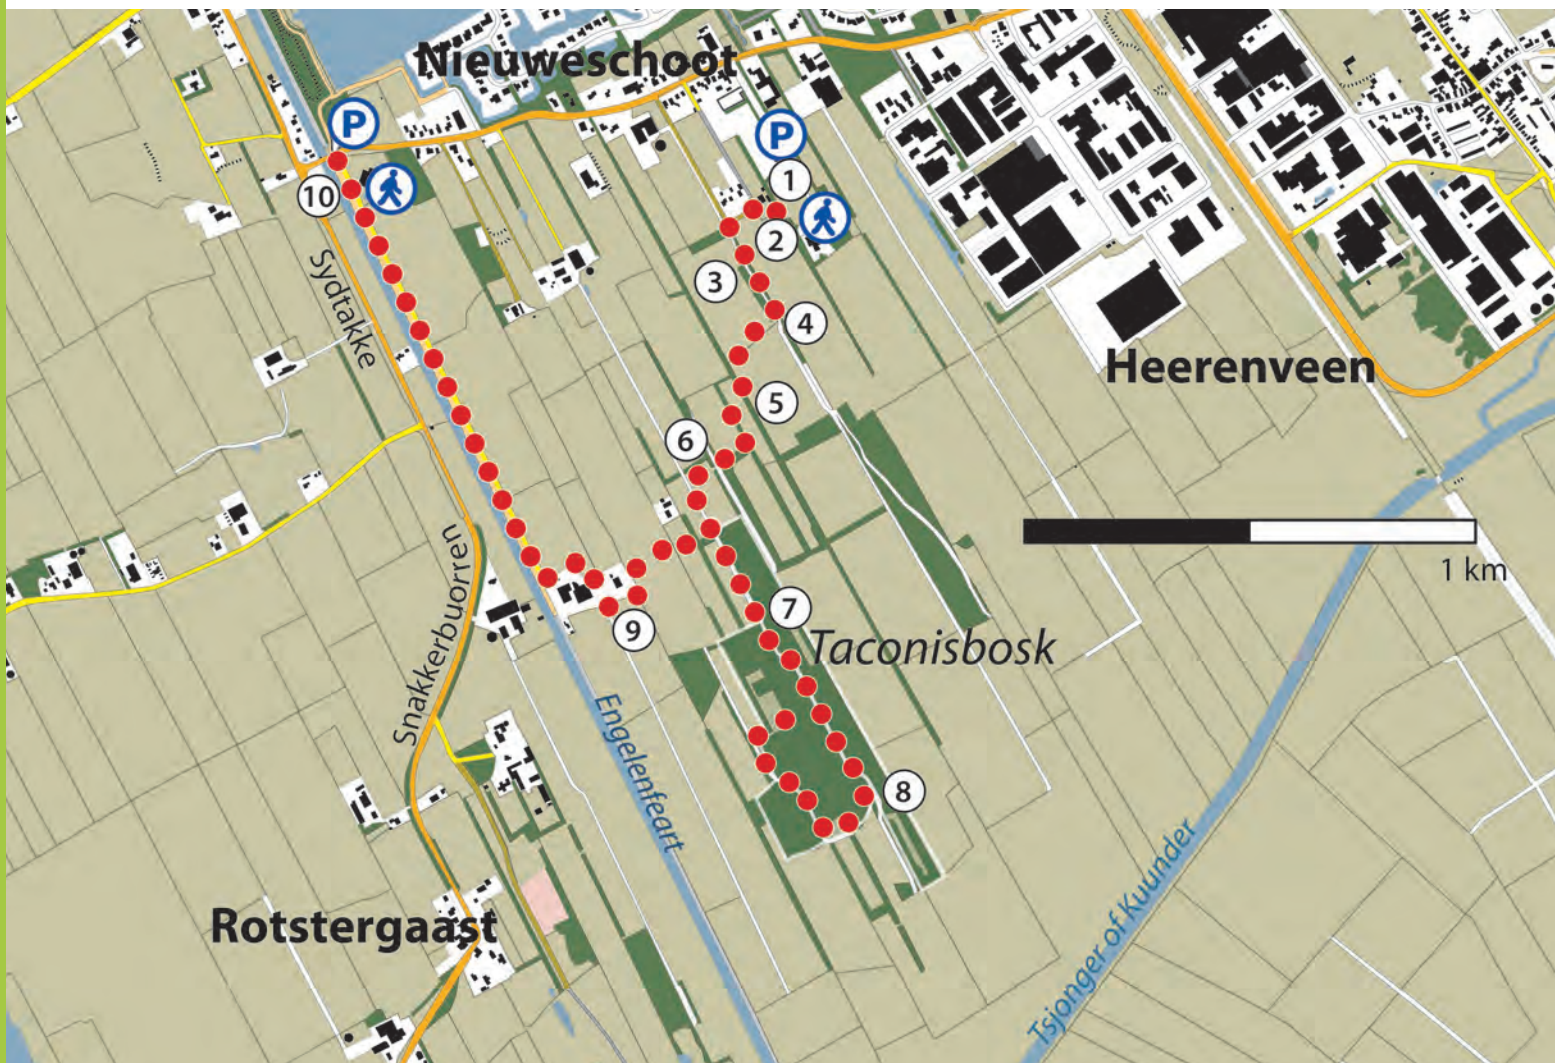 Nieuweschoot
P
P
1
10
2
Sydtakke
3
4
Heerenveen
5
6
1 km
Snakkerbuorren
7
9
Taconisbosk
Engelenfeart
8
Tsjonger of Kuunder
Rotstergaast